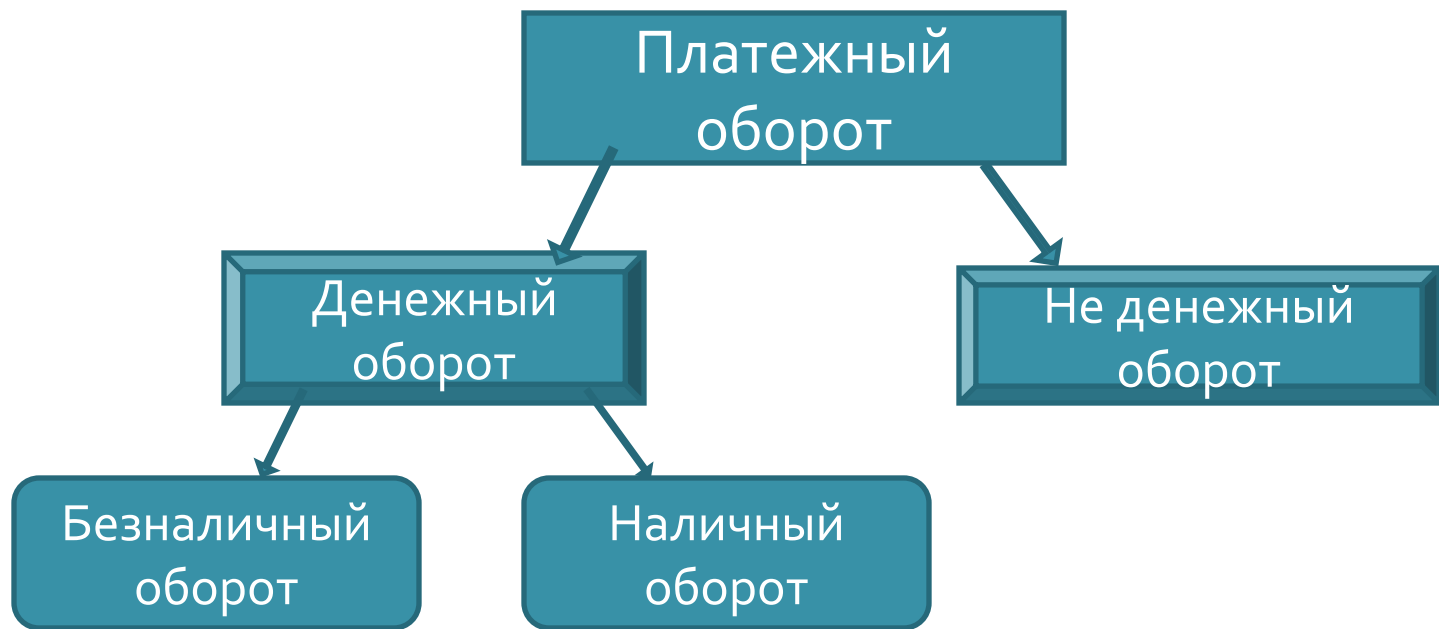 Платежный
оборот
Денежный
оборот
Не денежный
оборот
Безналичный
оборот
Наличный
оборот